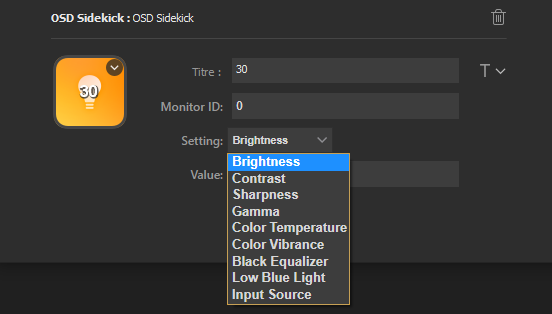 OSD Sidekick : OSD Sidekick
30
Titre :
30
T
Monitor ID:
0
Setting:
Brightness
Value:
Brightness
Contrast
Sharpness
Gamma
Color Temperature
Color Vibrance
Black Equalizer
Low Blue Light
Input Source